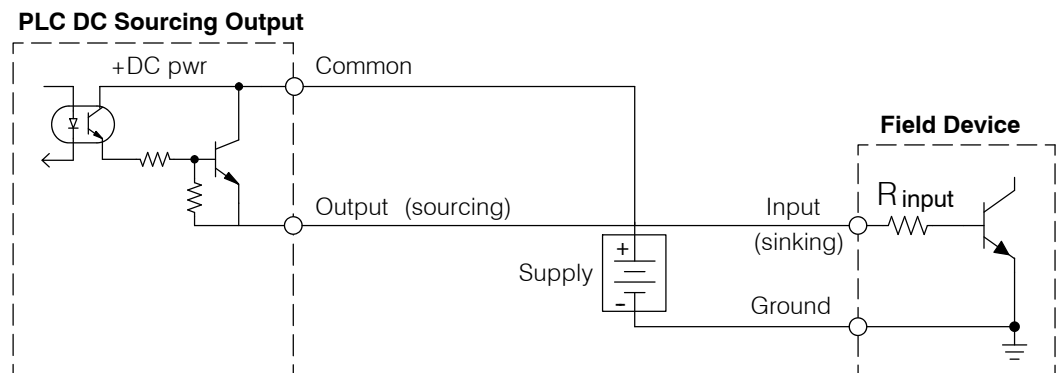 PLC DC Sourcing Output
+DC pwr
Common
Field Device
Output (sourcing)
Input
(sinking)
R input
Supply
+
–
Ground